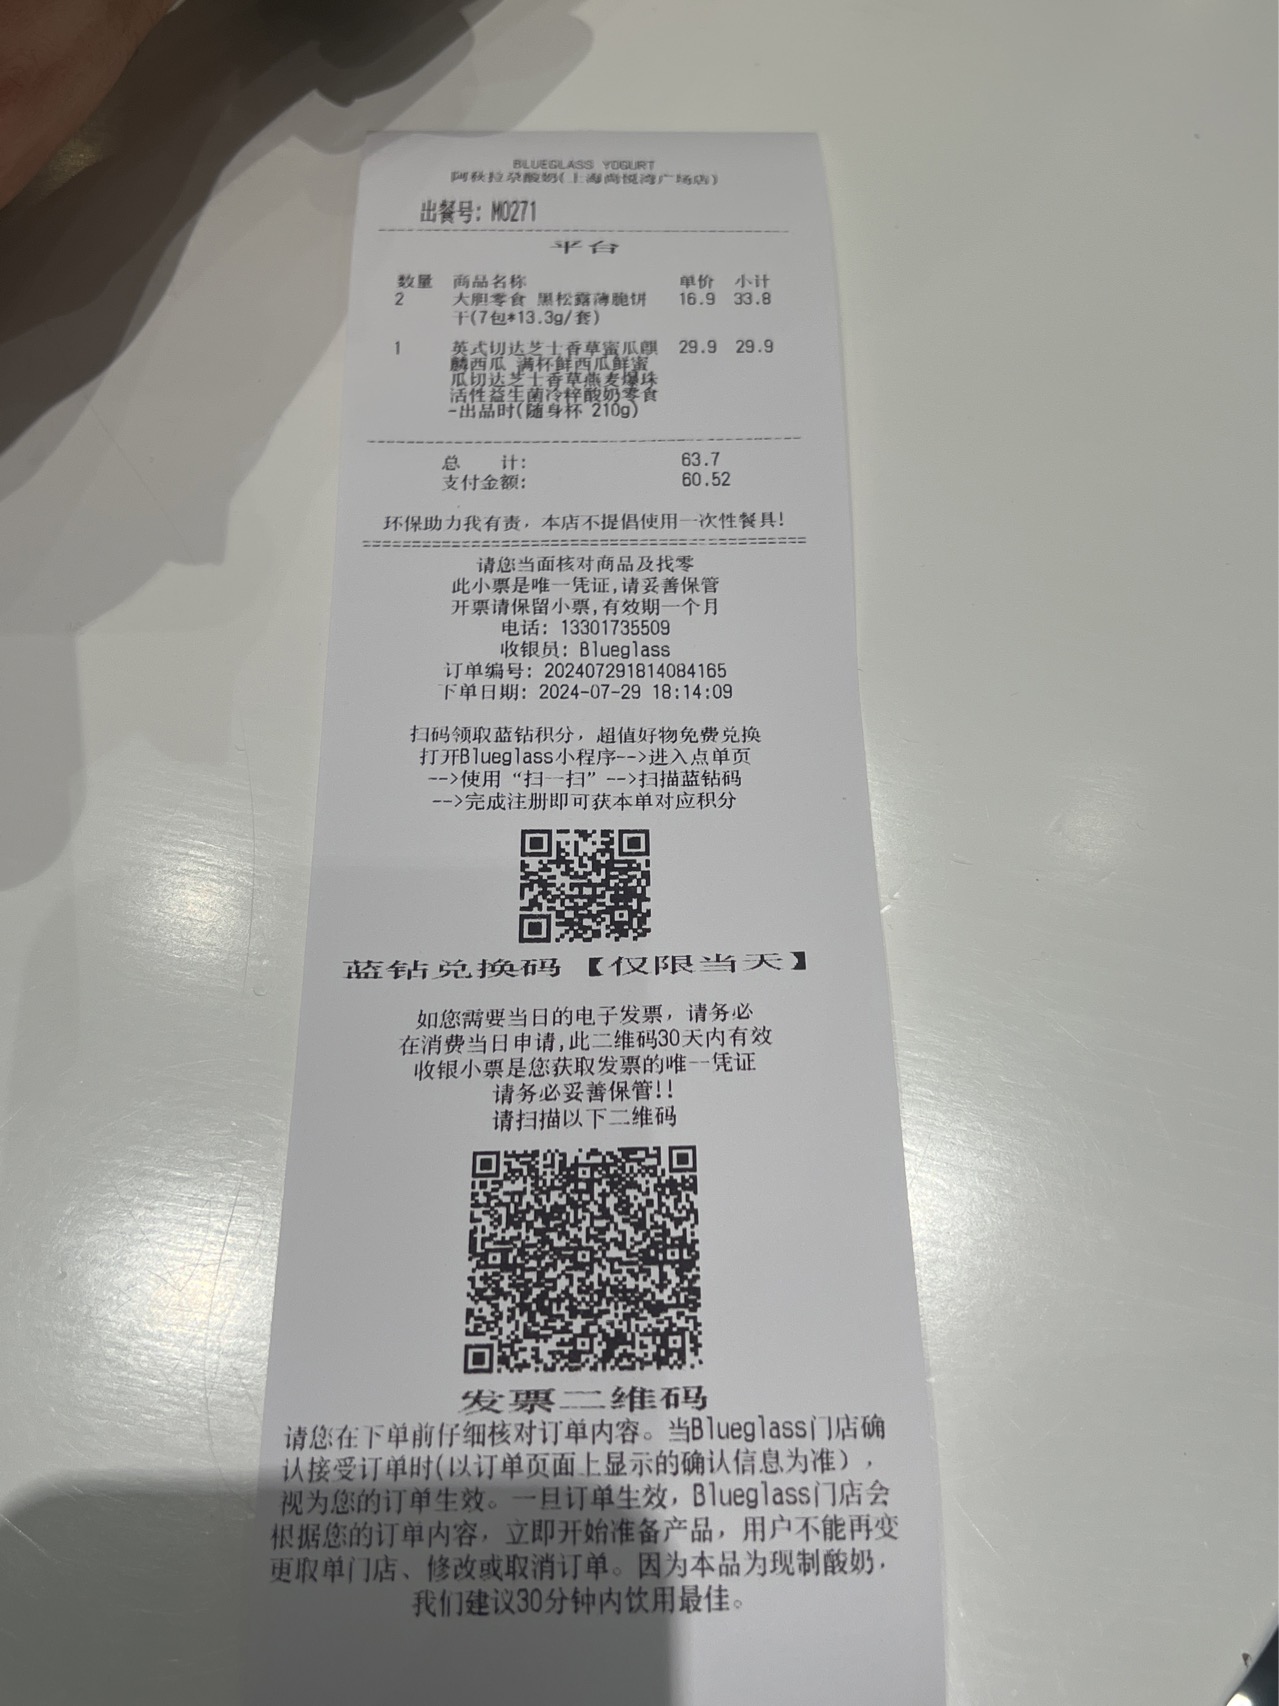 BLUEGLASS YOGURT
阿秋拉尕酸奶(上海尚悦湾广场店)
出餐号: M0271
平台
数量 商品名称 单价 小计
2 大胆零食 黑松露薄脆饼 16.9 33.8
干(7包*13.3g/套)
1 英式切达芝士香草蜜瓜麒 29.9 29.9
麟西瓜 满杯鲜西瓜鲜蜜
瓜切达芝士香草燕麦爆珠
活性益生菌冷榨酸奶零食
-出品时(随身杯 210g)
总 计: 63.7
支付金额: 60.52
环保助力我有责，本店不提倡使用一次性餐具!
请您当面核对商品及找零
此小票是唯一凭证,请妥善保管
开票请保留小票,有效期一个月
电话: 13301735509
收银员: Blueglass
订单编号: 202407291814084165
下单日期: 2024-07-29 18:14:09
扫码领取蓝钻积分，超值好物免费兑换
打开Blueglass小程序-->进入点单页
-->使用“扫一扫”-->扫描蓝钻码
-->完成注册即可获本单对应积分
蓝钻兑换码【仅限当天】
如您需要当日的电子发票，请务必
在消费当日申请,此二维码30天内有效
收银小票是您获取发票的唯一凭证
请务必妥善保管!!
请扫描以下二维码
发票二维码
请您在下单前仔细核对订单内容。当Blueglass门店确
认接受订单时(以订单页面上显示的确认信息为准)，
视为您的订单生效。一旦订单生效，Blueglass门店会
根据您的订单内容，立即开始准备产品，用户不能再变
更取单门店、修改或取消订单。因为本品为现制酸奶，
我们建议30分钟内饮用最佳。